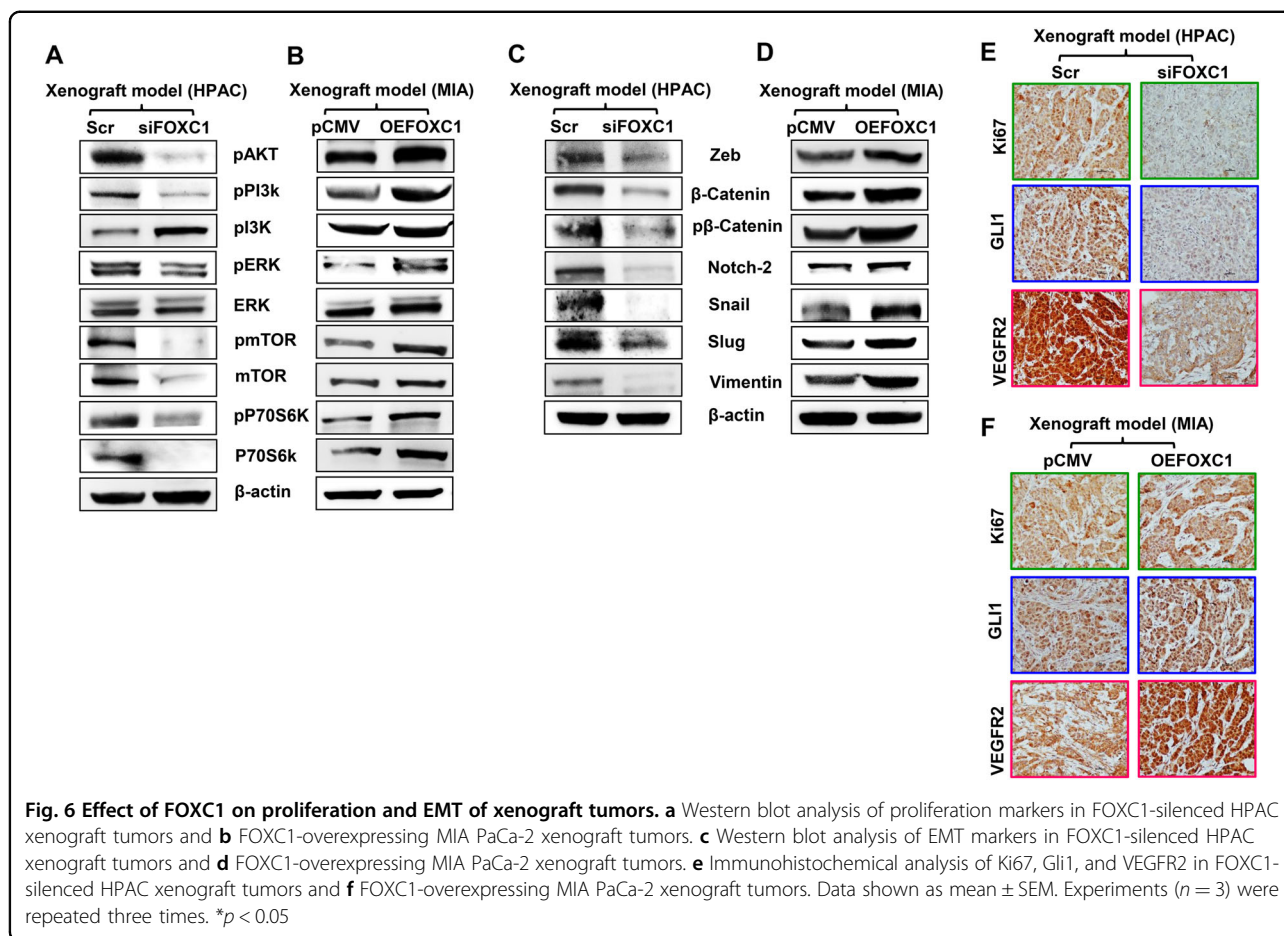 A
B
C
D
E
Xenograft model (HPAC)
Scr siFOXC1
Xenograft model (MIA)
pCMV OEFOXC1
Xenograft model (HPAC)
Scr siFOXC1
Xenograft model (MIA)
pCMV OEFOXC1
pAKT
pPI3k
pI3K
pERK
ERK
pmTOR
mTOR
pP70S6K
P70S6k
β-actin
Zeb
β-Catenin
pβ-Catenin
Notch-2
Snail
Slug
Vimentin
β-actin
Xenograft model (HPAC)
Scr siFOXC1
Ki67
GLI1
VEGFR2
F
Xenograft model (MIA)
pCMV OEFOXC1
Ki67
GLI1
VEGFR2
Fig. 6 Effect of FOXC1 on proliferation and EMT of xenograft tumors. a Western blot analysis of proliferation markers in FOXC1-silenced HPAC
xenograft tumors and b FOXC1-overexpressing MIA PaCa-2 xenograft tumors. c Western blot analysis of EMT markers in FOXC1-silenced HPAC
xenograft tumors and d FOXC1-overexpressing MIA PaCa-2 xenograft tumors. e Immunohistochemical analysis of Ki67, Gli1, and VEGFR2 in FOXC1-
silenced HPAC xenograft tumors and f FOXC1-overexpressing MIA PaCa-2 xenograft tumors. Data shown as mean ± SEM. Experiments (n = 3) were
repeated three times. *p < 0.05